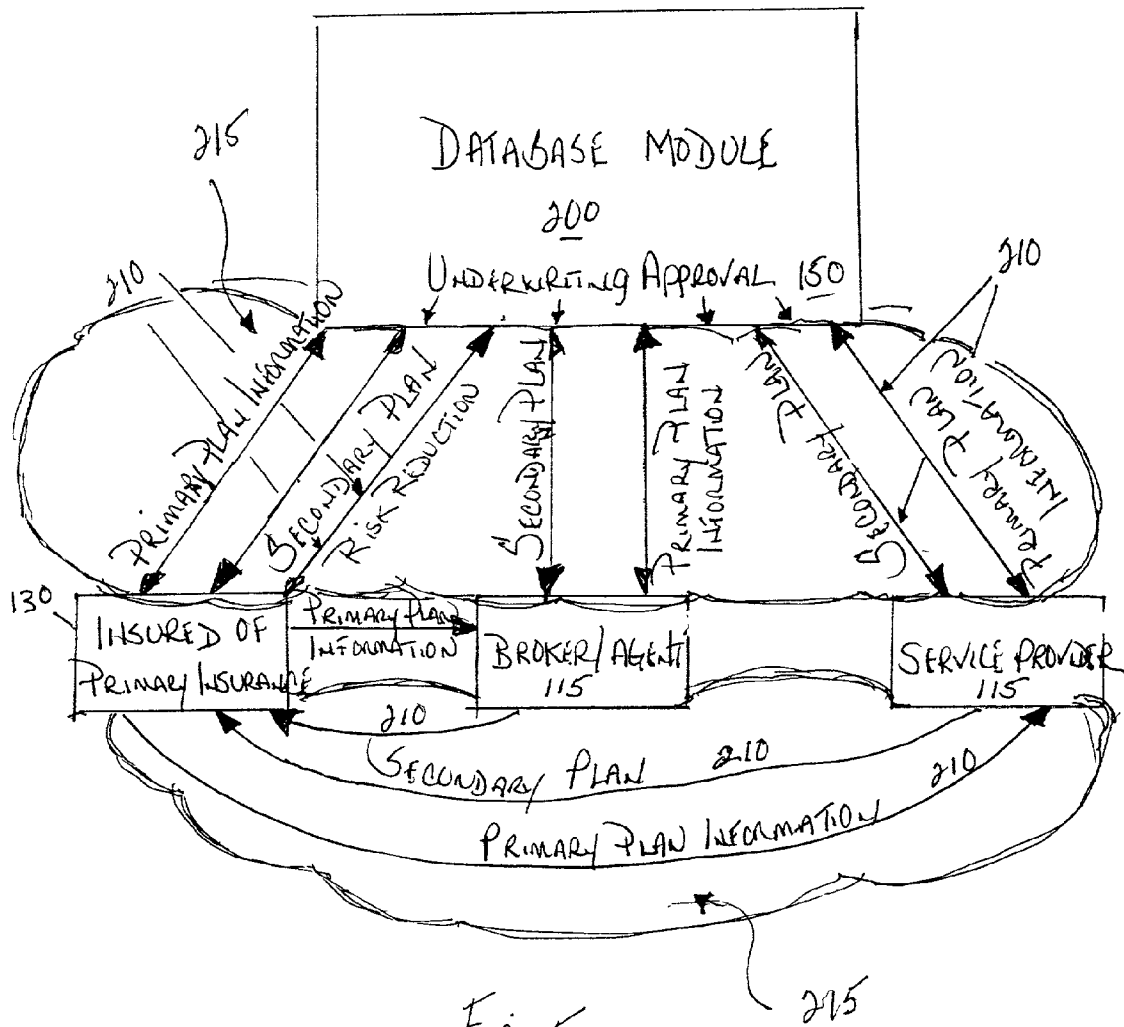 215
DATABASE MODULE
200
UNDERWRITING APPROVAL 150
210
210
PRIMARY PLAN INFORMATION
SECONDARY PLAN
RISK REDUCTION
SECONDARY PLAN
PRIMARY PLAN
INFORMATION
SECONDARY PLAN
PRIMARY PLAN
INFORMATION
130
INSURED OF
PRIMARY INSURANCE
PRIMARY PLAN
INFORMATION
BROKER/AGENT
115
SERVICE PROVIDER
115
210
SECONDARY PLAN 210
210
PRIMARY PLAN INFORMATION
215